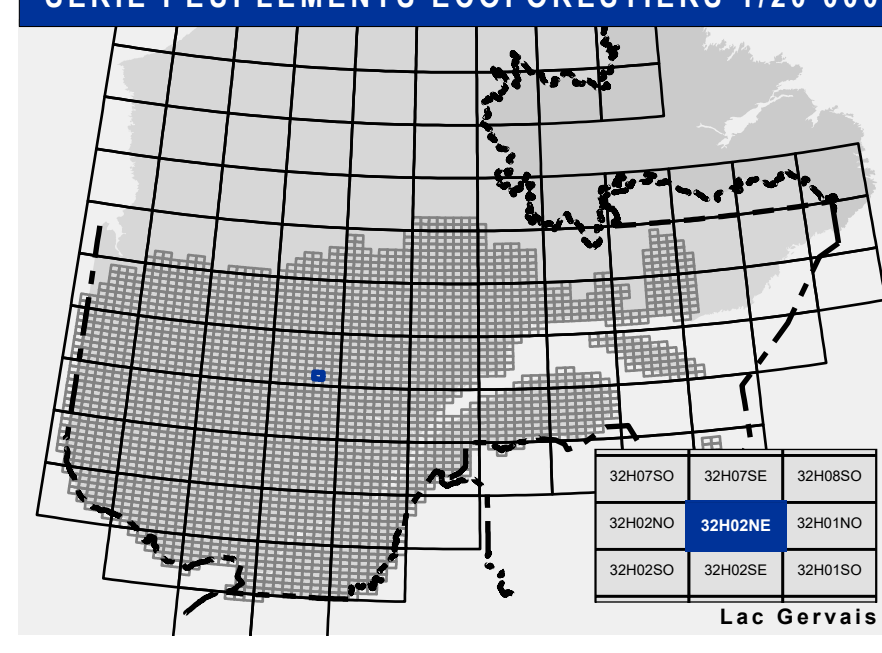 SÉRIE PEUPLEMENTS ÉCOFORESTIERS 1/20 000
32H07SO 32H07SE 32H08SO
32H02NO 32H02NE 32H01NO
32H02SO 32H02SE 32H01SO
Lac Gervais